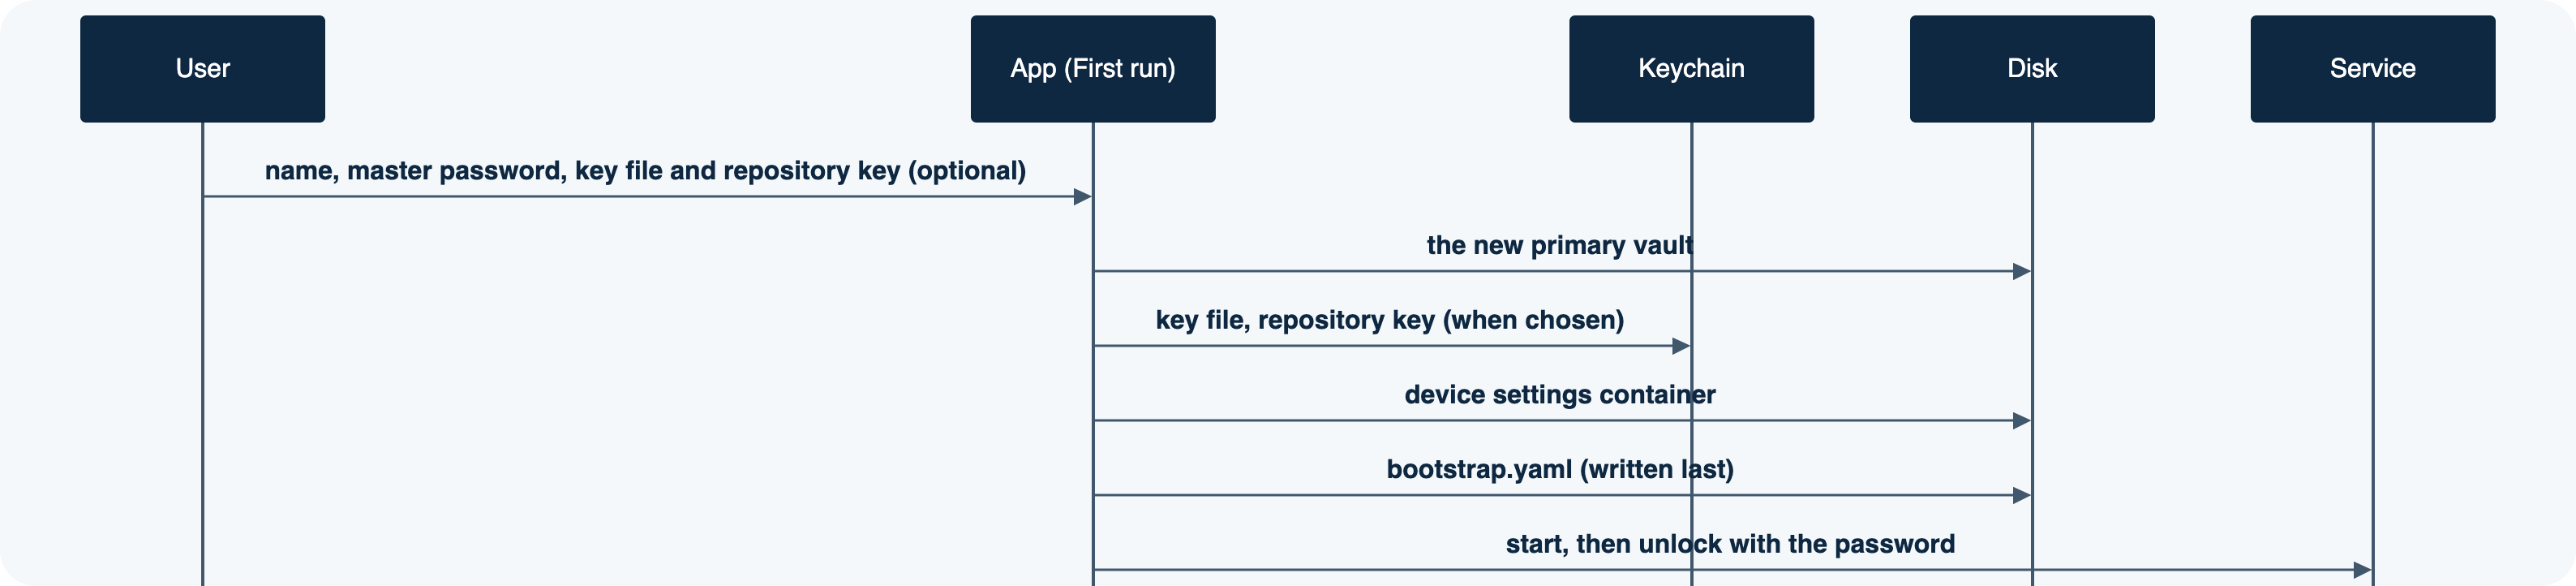 User
App (First run)
Keychain
Disk
Service
name, master password, key file and repository key (optional)
the new primary vault
key file, repository key (when chosen)
device settings container
bootstrap.yaml (written last)
start, then unlock with the password